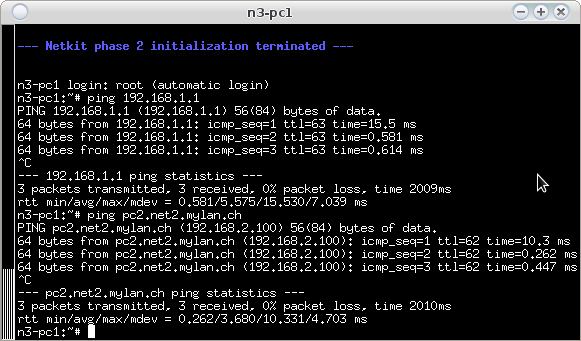 n3-pc1
--- Netkit phase 2 initialization terminated ---
n3-pc1 login: root (automatic login)
n3-pc1:~# ping 192.168.1.1
PING 192.168.1.1 (192.168.1.1) 56(84) bytes of data.
64 bytes from 192.168.1.1: icmp_seq=1 ttl=63 time=15.5 ms
64 bytes from 192.168.1.1: icmp_seq=2 ttl=63 time=0.581 ms
64 bytes from 192.168.1.1: icmp_seq=3 ttl=63 time=0.614 ms
^C
--- 192.168.1.1 ping statistics ---
3 packets transmitted, 3 received, 0% packet loss, time 2009ms
rtt min/avg/max/mdev = 0.581/5.575/15.530/7.039 ms
n3-pc1:~# ping pc2.net2.mylan.ch
PING pc2.net2.mylan.ch (192.168.2.100) 56(84) bytes of data.
64 bytes from pc2.net2.mylan.ch (192.168.2.100): icmp_seq=1 ttl=62 time=10.3 ms
64 bytes from pc2.net2.mylan.ch (192.168.2.100): icmp_seq=2 ttl=62 time=0.262 ms
64 bytes from pc2.net2.mylan.ch (192.168.2.100): icmp_seq=3 ttl=62 time=0.447 ms
^C
--- pc2.net2.mylan.ch ping statistics ---
3 packets transmitted, 3 received, 0% packet loss, time 2010ms
rtt min/avg/max/mdev = 0.262/3.680/10.331/4.703 ms
n3-pc1:~#